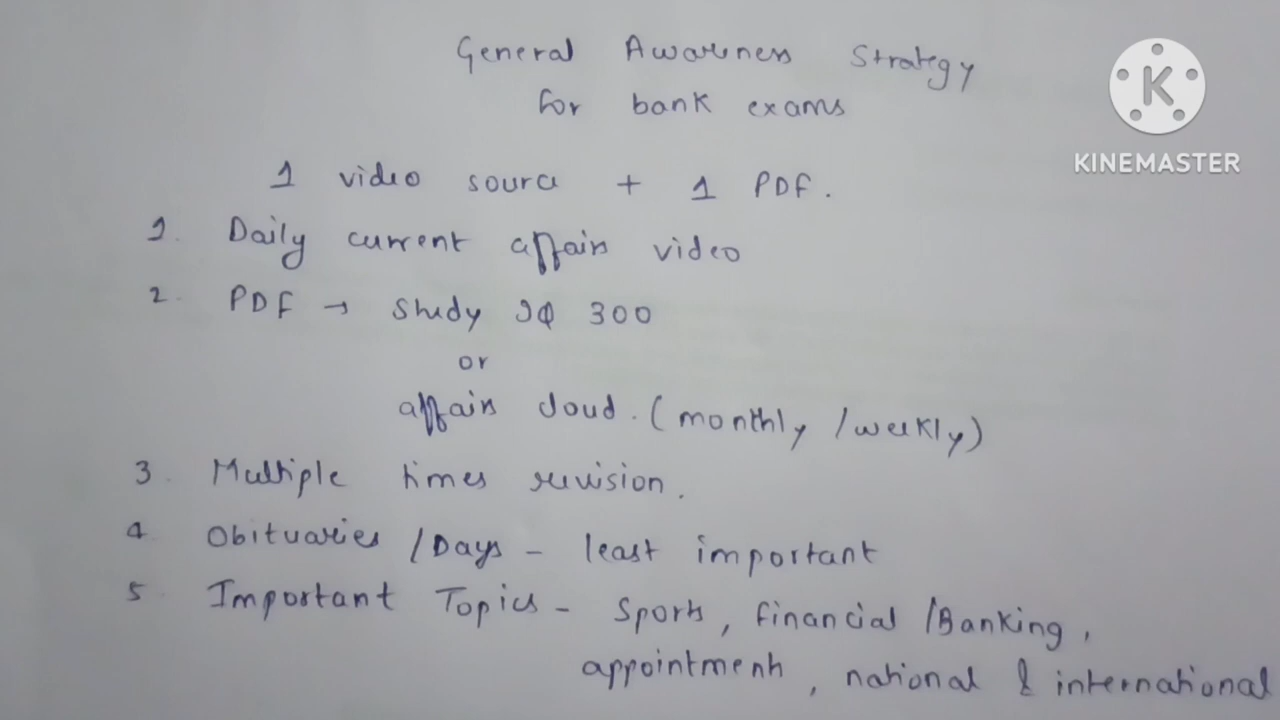 General Awareness Strategy
for bank exams
K
KINEMASTER
1 video source + 1 PDF.
1. Daily current affairs video
2. PDF → Study IQ 300
or
affairs cloud. (monthly /weekly)
3. Multiple times revision.
4 Obituaries /Days - least important
5. Important Topics - Sports, financial /Banking,
appointment, national & international